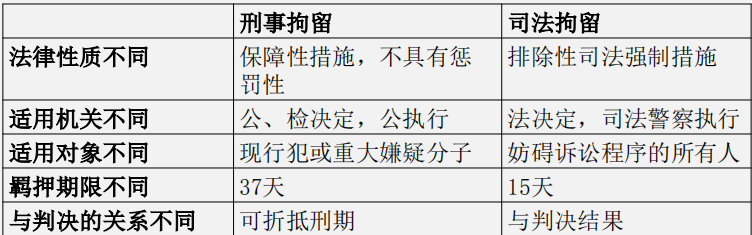 刑事拘留 司法拘留
法律性质不同 保障性措施，不具有惩罚性 排除性司法强制措施
适用机关不同 公、检决定，公执行 法决定，司法警察执行
适用对象不同 现行犯或重大嫌疑分子 妨碍诉讼程序的所有人
羁押期限不同 37天 15天
与判决的关系不同 可折抵刑期 与判决结果